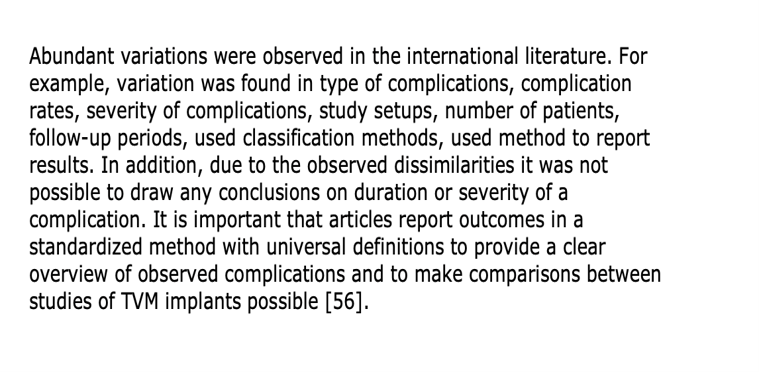 Abundant variations were observed in the international literature. For
example, variation was found in type of complications, complication
rates, severity of complications, study setups, number of patients,
follow-up periods, used classification methods, used method to report
results. In addition, due to the observed dissimilarities it was not
possible to draw any conclusions on duration or severity of a
complication. It is important that articles report outcomes in a
standardized method with universal definitions to provide a clear
overview of observed complications and to make comparisons between
studies of TVM implants possible [56].